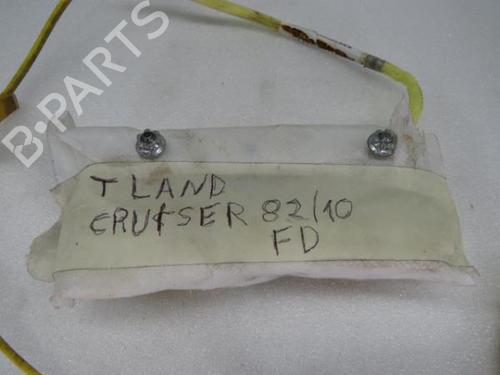 B-PARTS
T LAND
CRUISER 82/10
FD